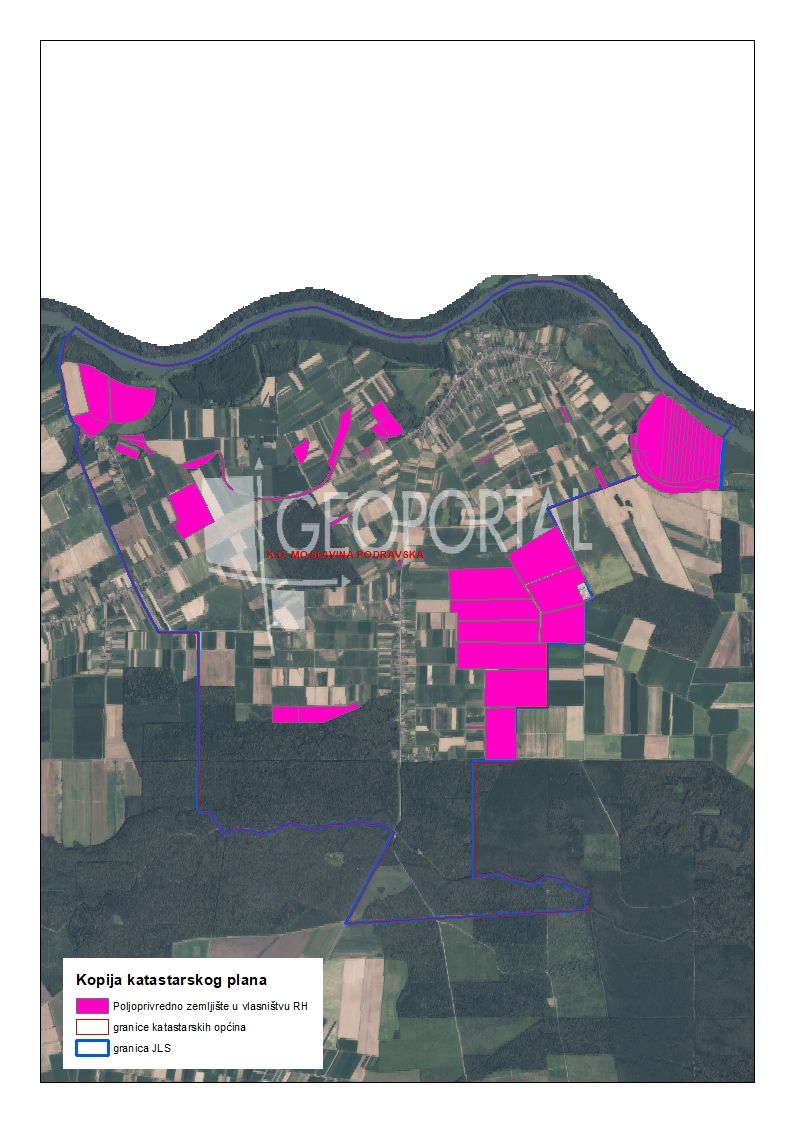 GEOPORTAL
K.O. MOSLAVINA PODRAVSKA
Kopija katastarskog plana
Poljoprivredno zemljište u vlasništvu RH
granice katastarskih općina
granica JLS